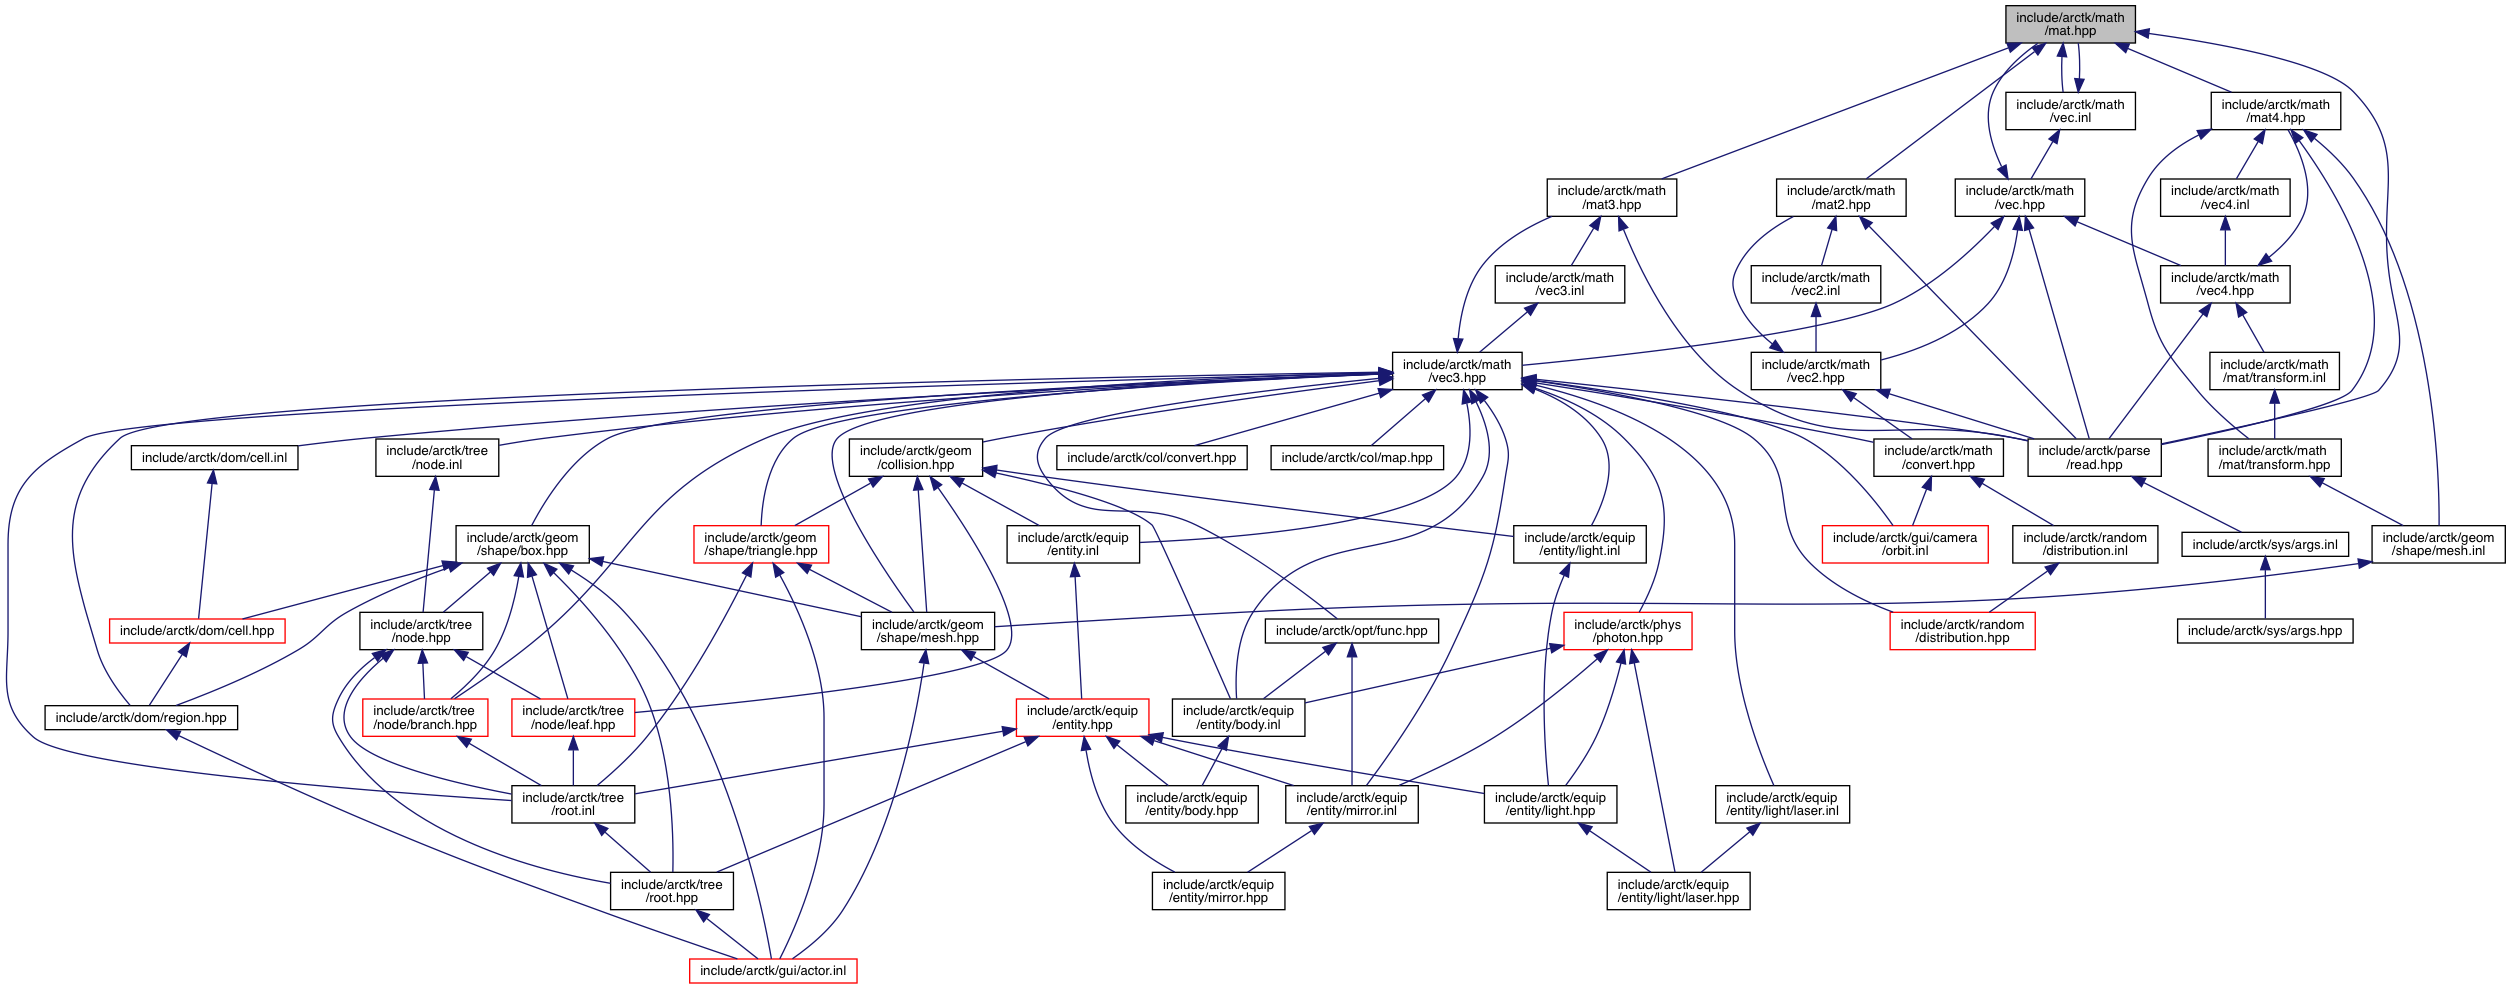 include/arctk/math
/mat.hpp
include/arctk/math
/vec.inl
include/arctk/math
/mat4.hpp
include/arctk/math
/mat3.hpp
include/arctk/math
/mat2.hpp
include/arctk/math
/vec.hpp
include/arctk/math
/vec4.inl
include/arctk/math
/vec3.inl
include/arctk/math
/vec2.inl
include/arctk/math
/vec4.hpp
include/arctk/math
/vec3.hpp
include/arctk/math
/vec2.hpp
include/arctk/math
/mat/transform.inl
include/arctk/dom/cell.inl
include/arctk/tree
/node.inl
include/arctk/geom
/collision.hpp
include/arctk/col/convert.hpp
include/arctk/col/map.hpp
include/arctk/math
/convert.hpp
include/arctk/parse
/read.hpp
include/arctk/math
/mat/transform.hpp
include/arctk/geom
/shape/box.hpp
include/arctk/geom
/shape/triangle.hpp
include/arctk/equip
/entity.inl
include/arctk/equip
/entity/light.inl
include/arctk/gui/camera
/orbit.inl
include/arctk/random
/distribution.inl
include/arctk/sys/args.inl
include/arctk/geom
/shape/mesh.inl
include/arctk/dom/cell.hpp
include/arctk/tree
/node.hpp
include/arctk/geom
/shape/mesh.hpp
include/arctk/opt/func.hpp
include/arctk/phys
/photon.hpp
include/arctk/random
/distribution.hpp
include/arctk/sys/args.hpp
include/arctk/dom/region.hpp
include/arctk/tree
/node/branch.hpp
include/arctk/tree
/node/leaf.hpp
include/arctk/equip
/entity.hpp
include/arctk/equip
/entity/body.inl
include/arctk/tree
/root.inl
include/arctk/equip
/entity/body.hpp
include/arctk/equip
/entity/mirror.inl
include/arctk/equip
/entity/light.hpp
include/arctk/equip
/entity/light/laser.inl
include/arctk/tree
/root.hpp
include/arctk/equip
/entity/mirror.hpp
include/arctk/equip
/entity/light/laser.hpp
include/arctk/gui/actor.inl